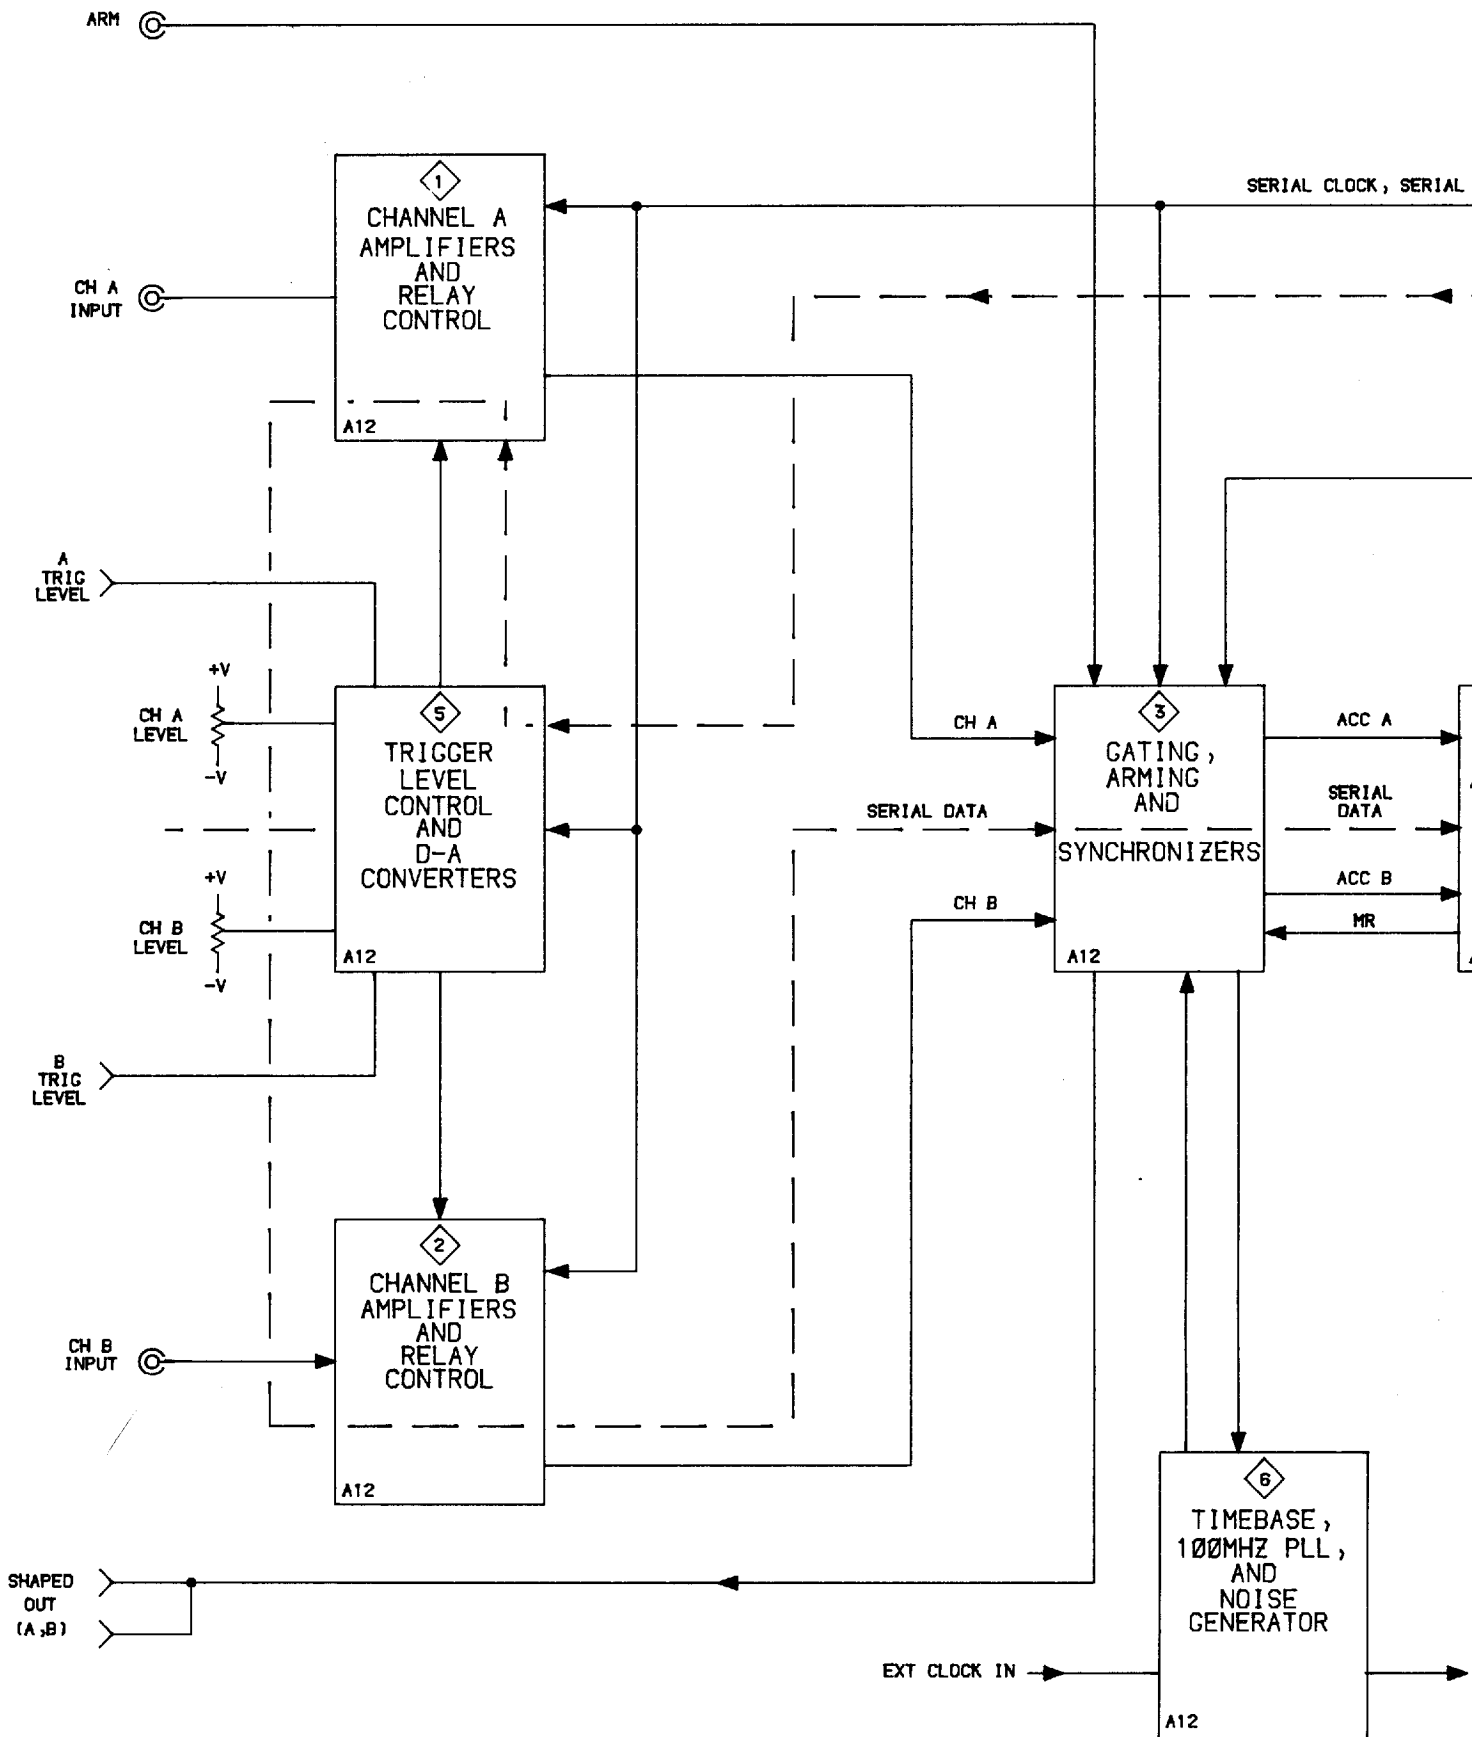 ARM
SERIAL CLOCK, SERIAL
1
CHANNEL A
AMPLIFIERS
AND
RELAY
CONTROL
A12
CH A
INPUT
A
TRIG
LEVEL
+V
CH A
LEVEL
-V
5
TRIGGER
LEVEL
CONTROL
AND
D-A
CONVERTERS
A12
+V
CH B
LEVEL
-V
B
TRIG
LEVEL
CH A
SERIAL DATA
CH B
3
GATING,
ARMING
AND
SYNCHRONIZERS
A12
ACC A
SERIAL
DATA
ACC B
MR
2
CHANNEL B
AMPLIFIERS
AND
RELAY
CONTROL
A12
CH B
INPUT
SHAPED
OUT
(A,B)
6
TIMEBASE,
100MHZ PLL,
AND
NOISE
GENERATOR
A12
EXT CLOCK IN